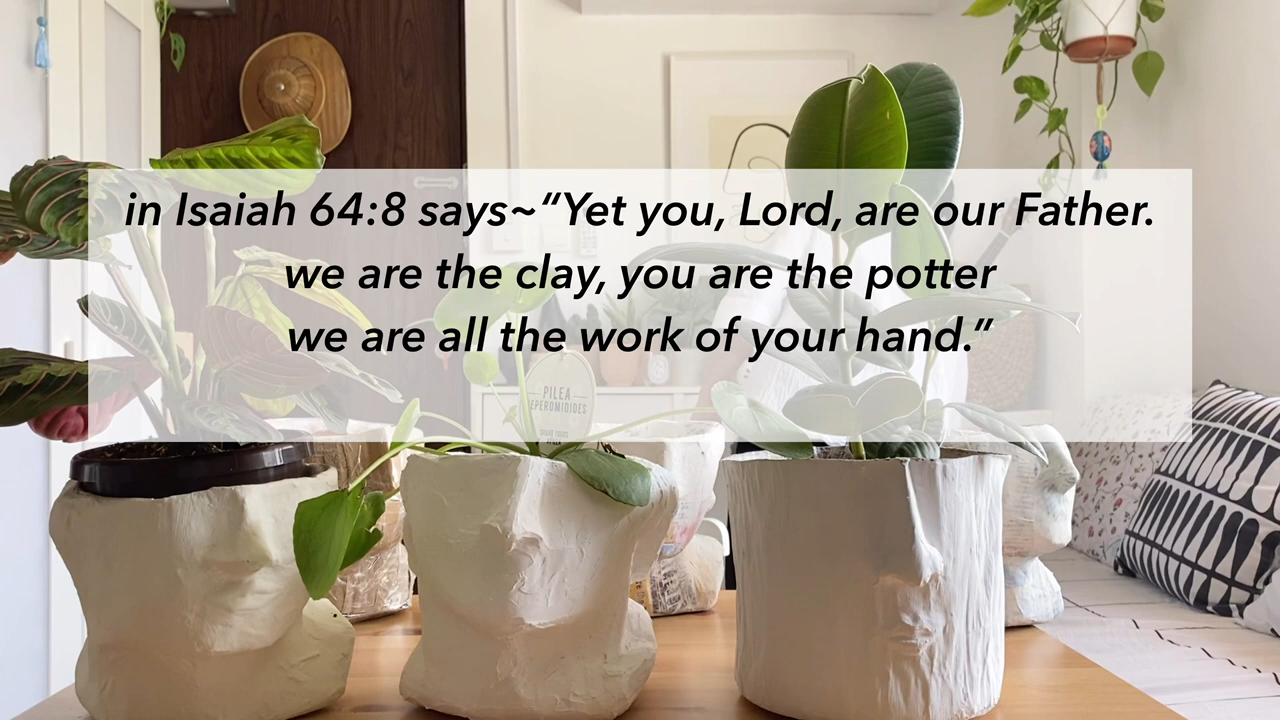 in Isaiah 64:8 says~“Yet you, Lord, are our Father.
we are the clay, you are the potter
we are all the work of your hand.”
PILEA
PEPEROMIOIDES